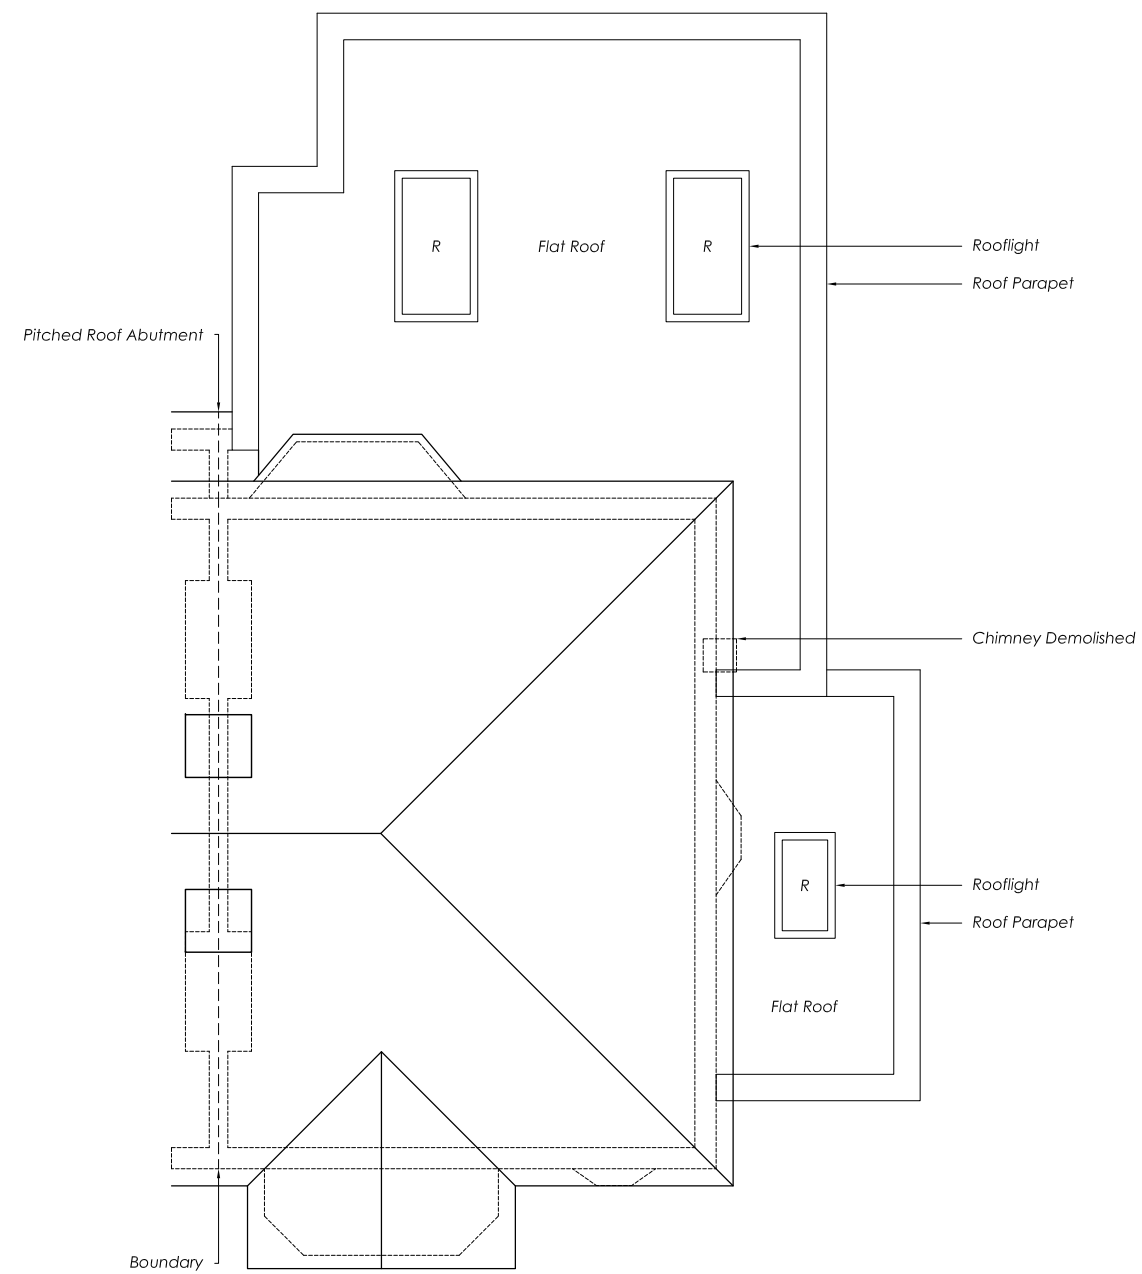 R
Flat Roof
R
Rooflight
Roof Parapet
Pitched Roof Abutment
Chimney Demolished
R
Rooflight
Roof Parapet
Flat Roof
Boundary